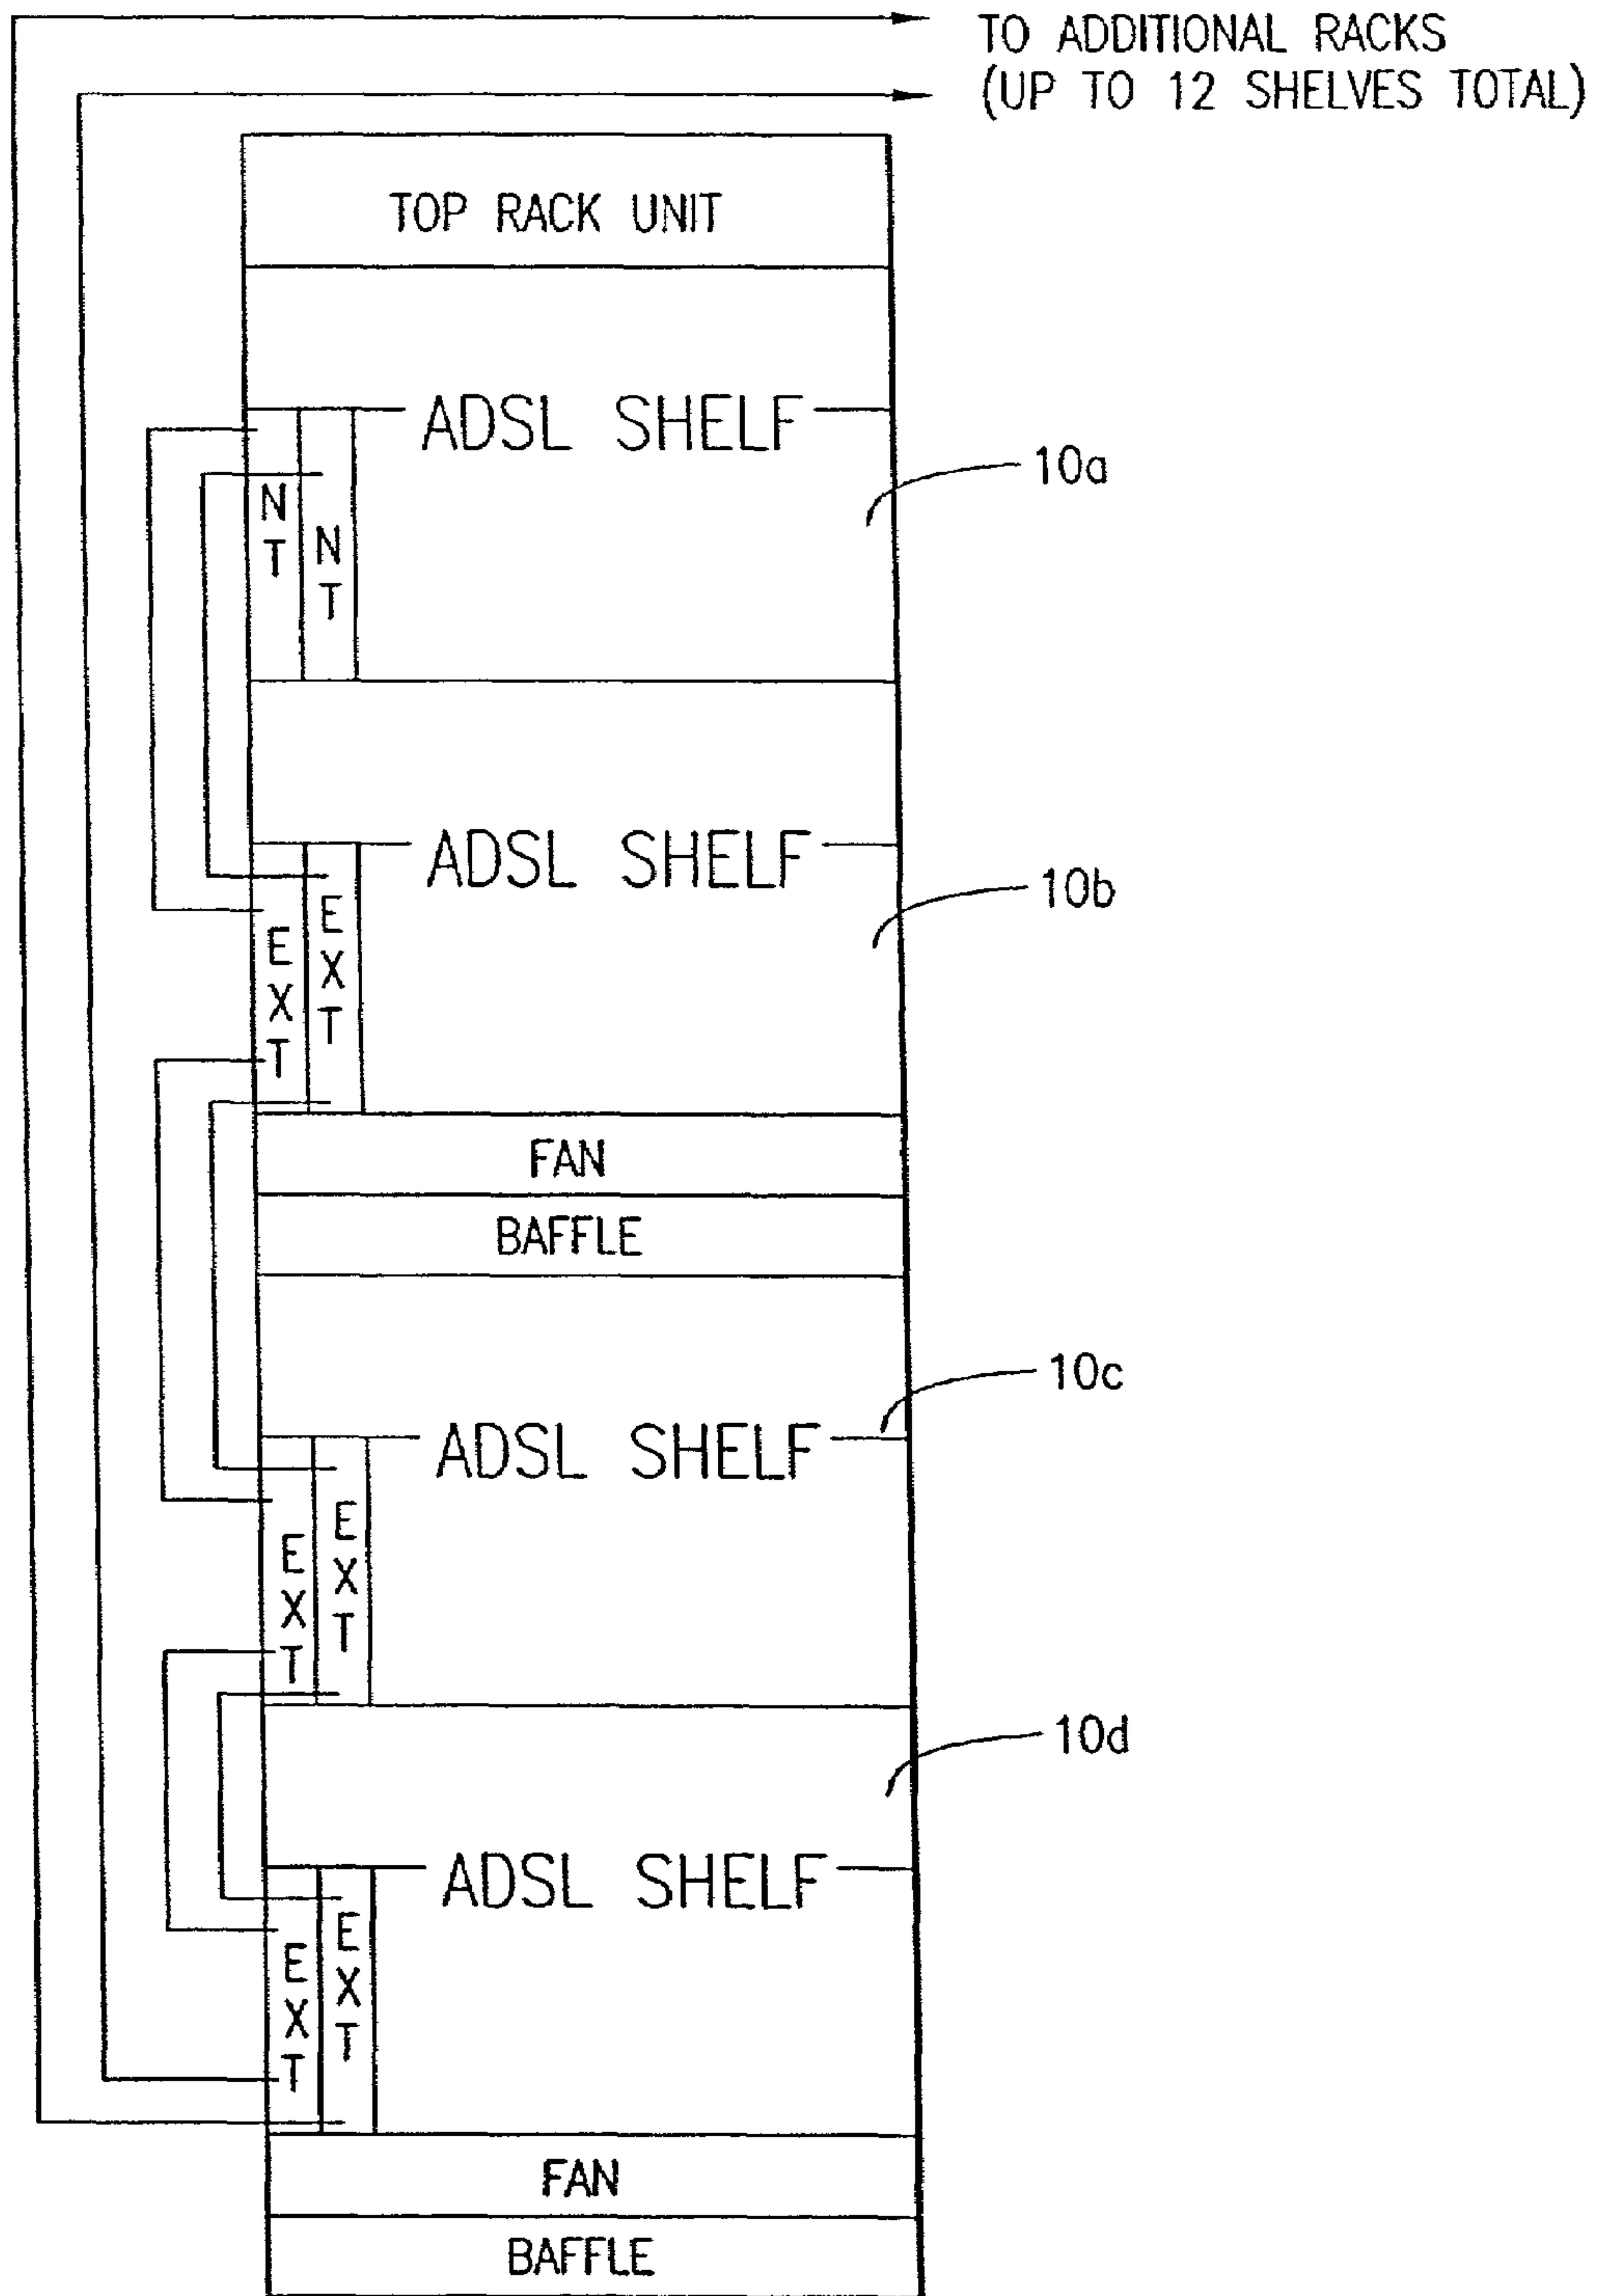 TO ADDITIONAL RACKS
(UP TO 12 SHELVES TOTAL)
TOP RACK UNIT
ADSL SHELF
10a
NT
NT
ADSL SHELF
10b
EXT
EXT
FAN
BAFFLE
10c
ADSL SHELF
EXT
EXT
10d
ADSL SHELF
EXT
EXT
FAN
BAFFLE